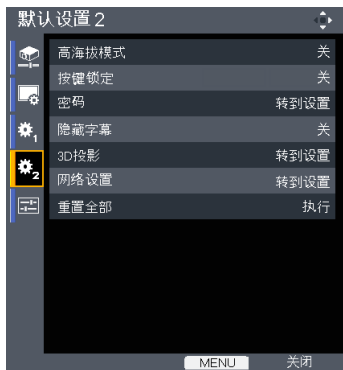 默认设置2
高海拔模式 关
按键锁定 关
密码 转到设置
1
隐藏字幕 关
3D投影 转到设置
2
网络设置 转到设置
重置全部 执行
MENU 关闭